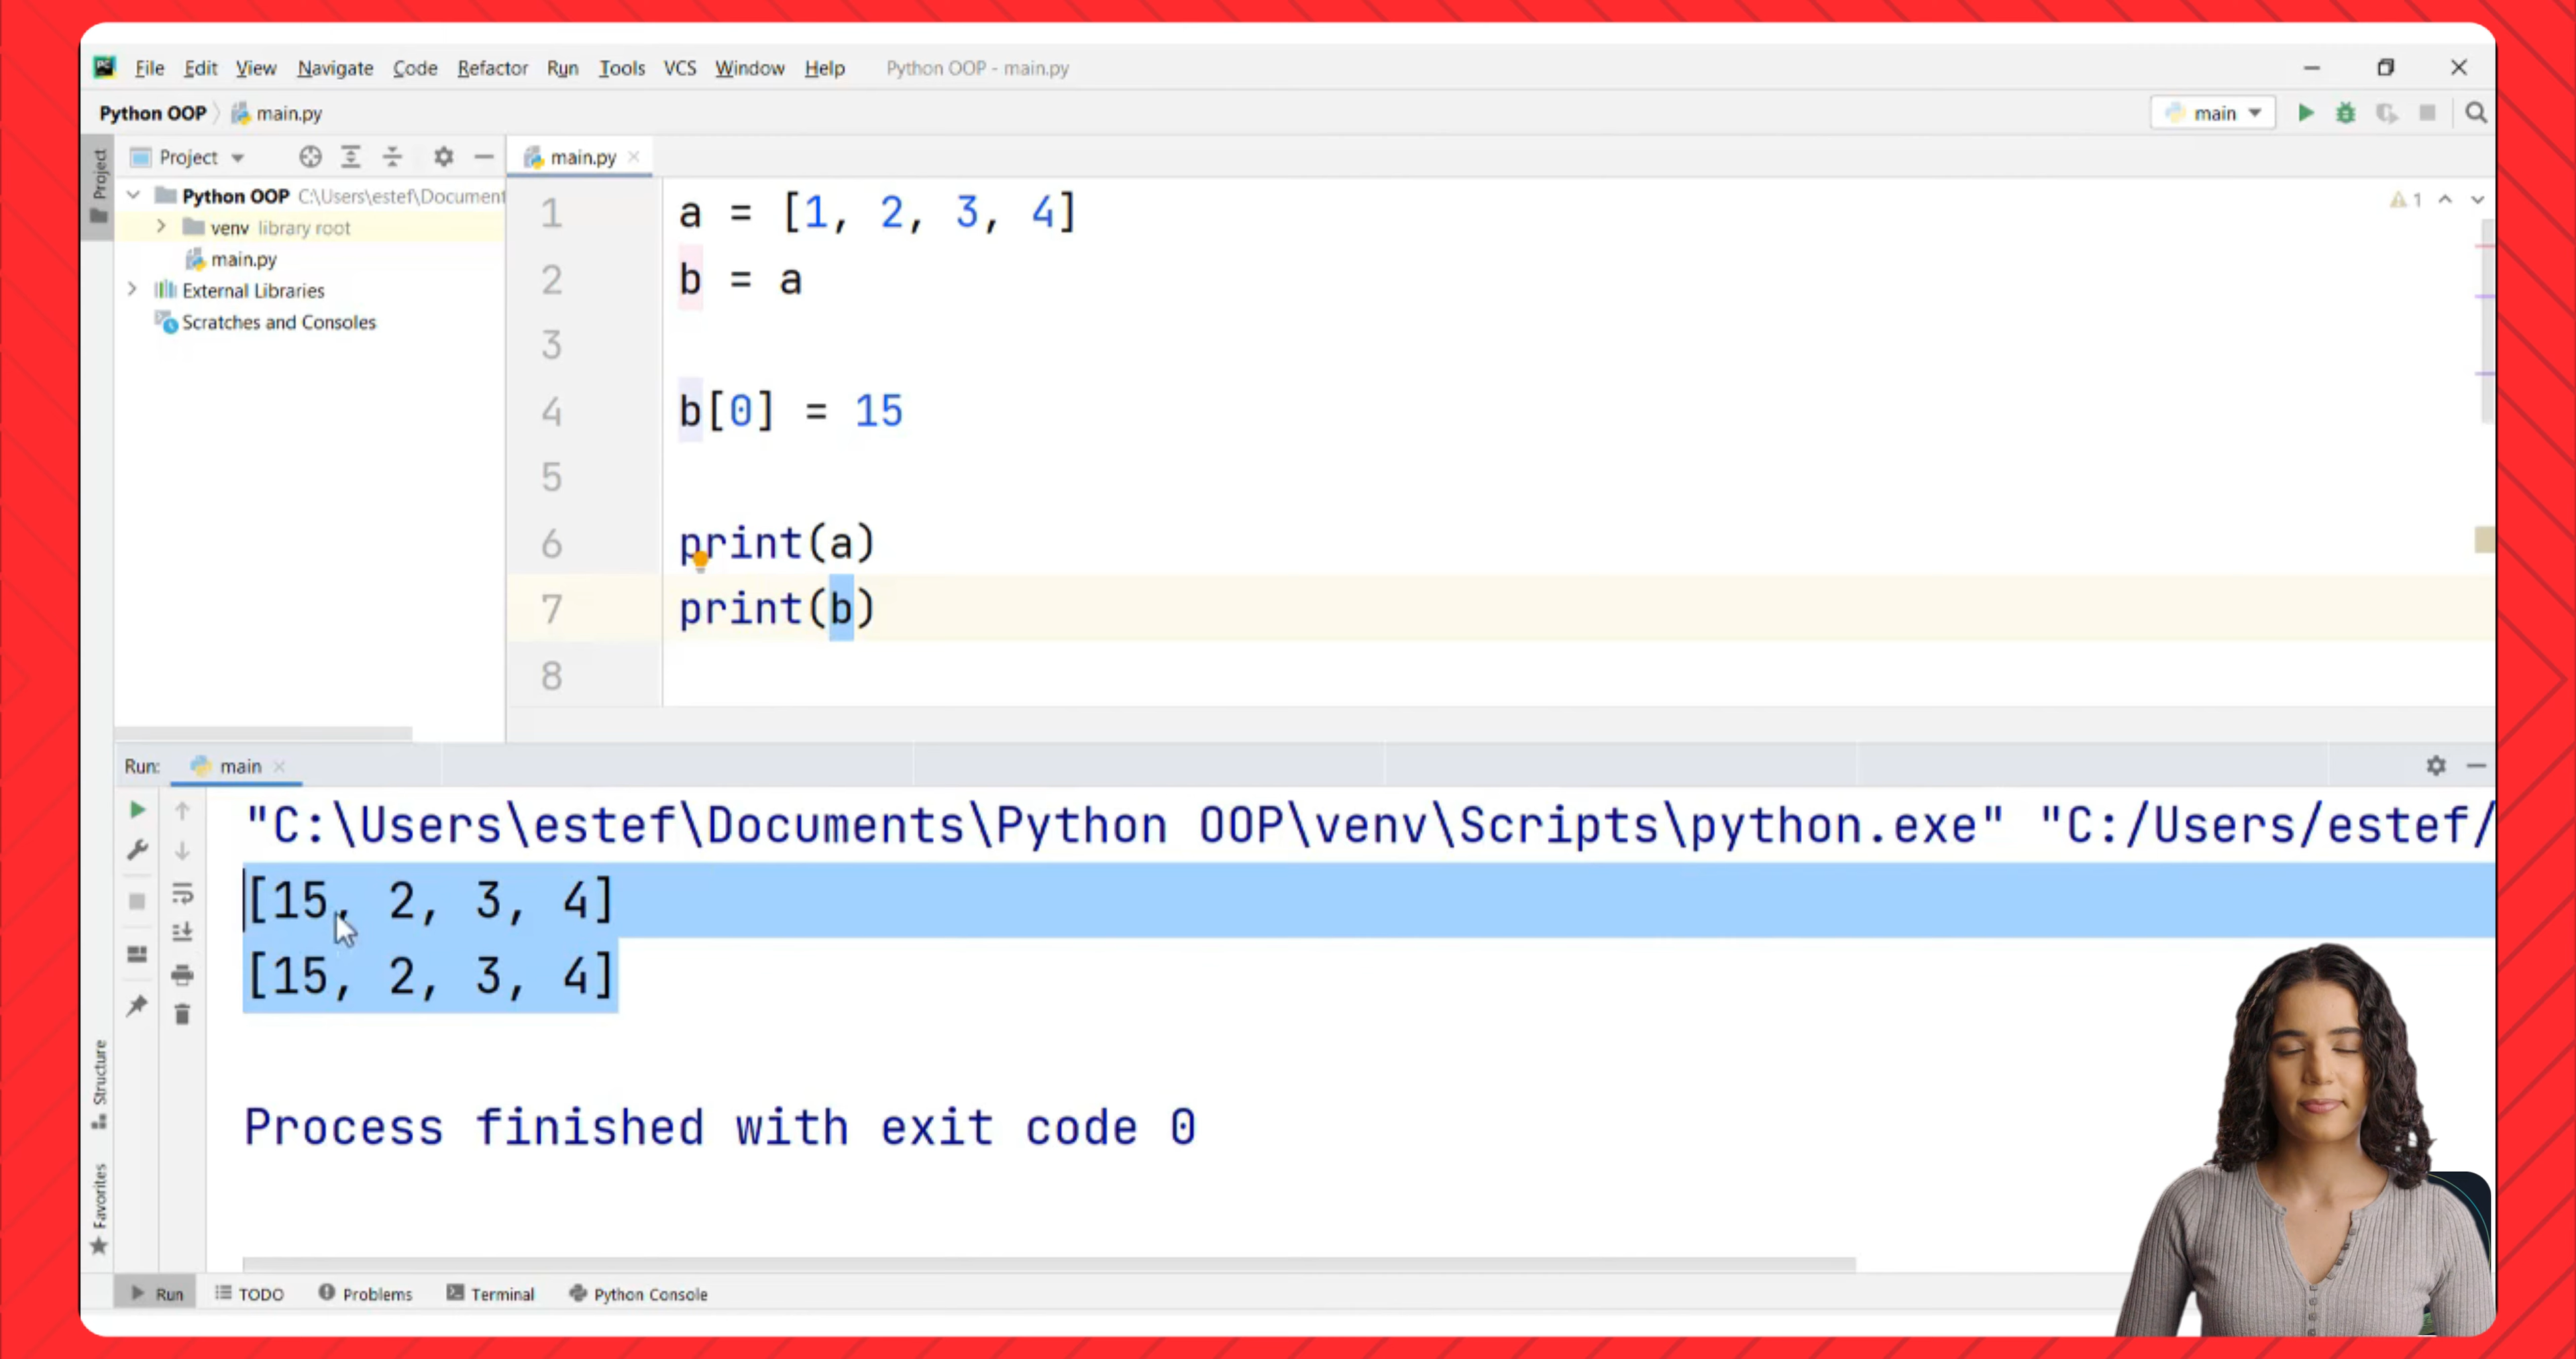 File Edit View Navigate Code Refactor Run Tools VCS Window Help Python OOP - main.py
Python OOP main.py main
Project Project main.py
Python OOP C:\Users\estef\Document
venv library root
main.py
External Libraries
Scratches and Consoles
1 a = [1, 2, 3, 4] 1
2 b = a
3
4 b[0] = 15
5
6 print(a)
7 print(b)
8
Run: main
"C:\Users\estef\Documents\Python OOP\venv\Scripts\python.exe" "C:/Users/estef/
[15, 2, 3, 4]
[15, 2, 3, 4]
Process finished with exit code 0
Structure
Favorites
Run TODO Problems Terminal Python Console